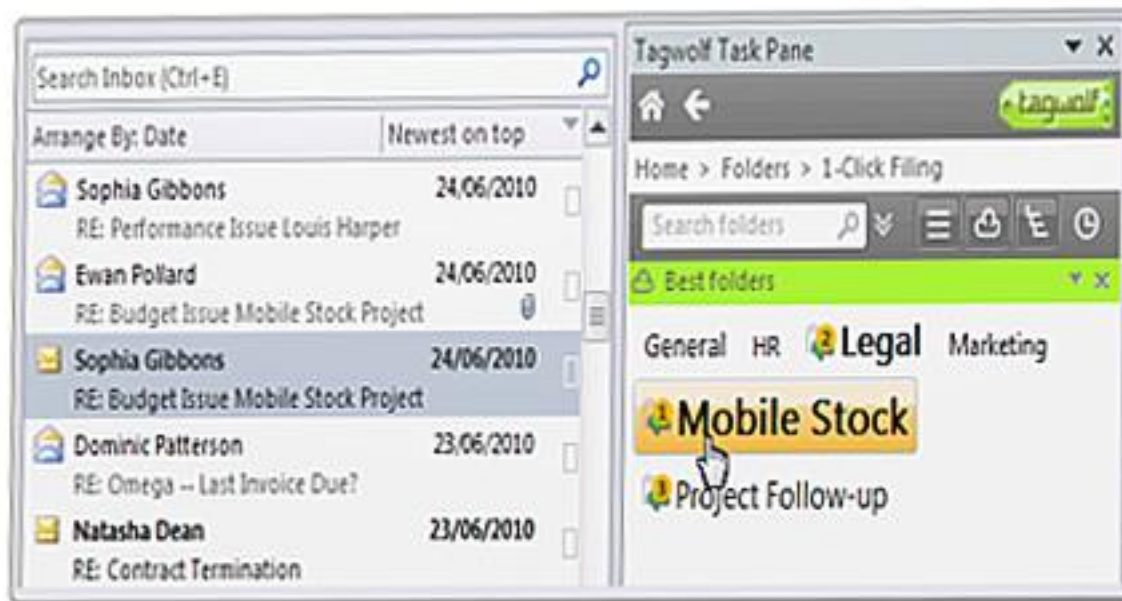 Search Inbox (Ctrl+E)
Arrange By: Date Newest on top
Sophia Gibbons 24/06/2010
RE: Performance Issue Louis Harper
Ewan Pollard 24/06/2010
RE: Budget Issue Mobile Stock Project
Sophia Gibbons 24/06/2010
RE: Budget Issue Mobile Stock Project
Dominic Patterson 23/06/2010
RE: Omega -- Last Invoice Due?
Natasha Dean 23/06/2010
RE: Contract Termination
Tagwolf Task Pane
tagwolf
Home > Folders > 1-Click Filing
Search folders
Best folders
General HR 2 Legal Marketing
1 Mobile Stock
3 Project Follow-up